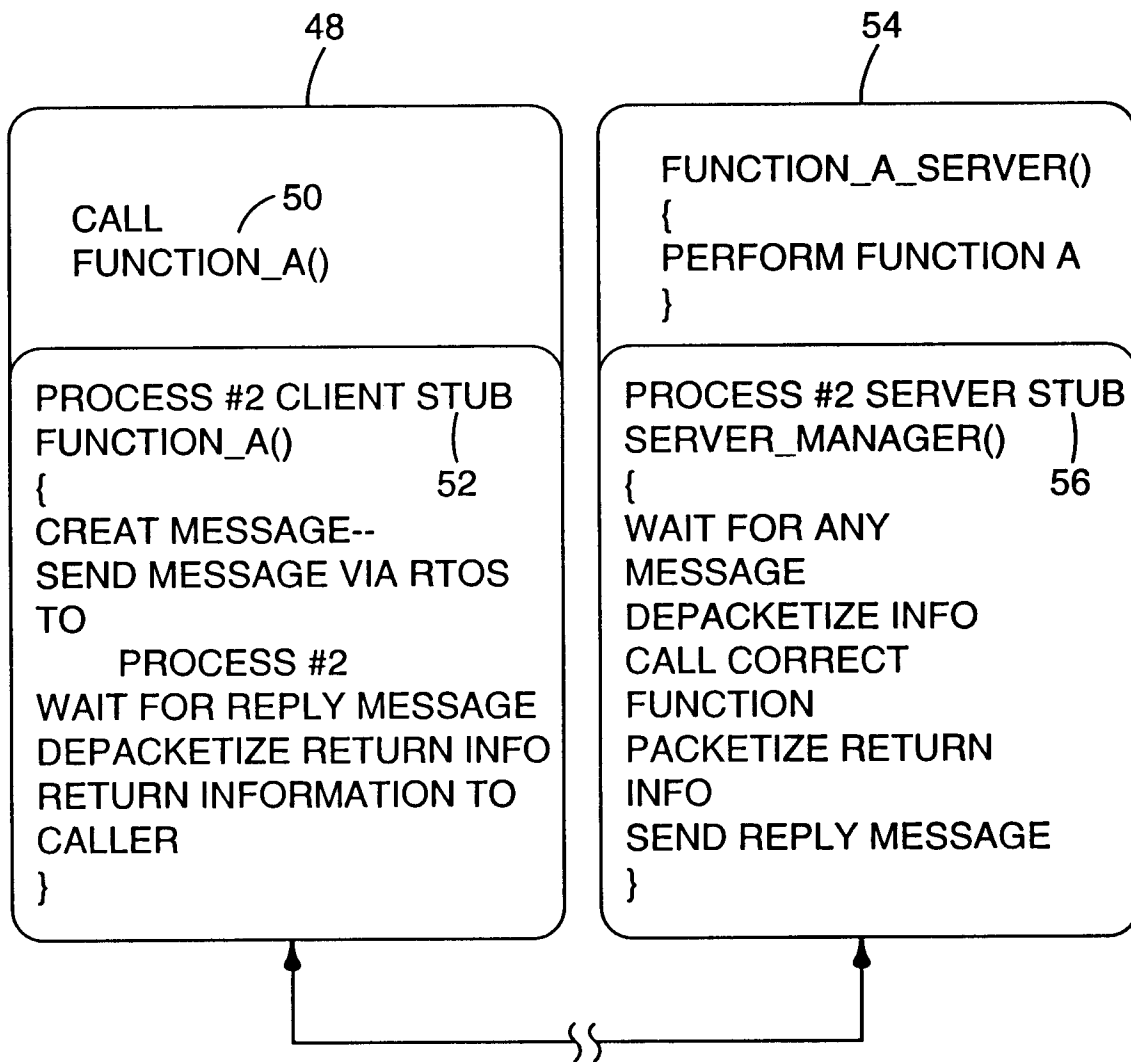 48
CALL
50
FUNCTION_A()
PROCESS #2 CLIENT STUB
FUNCTION_A()
{
52
CREAT MESSAGE--
SEND MESSAGE VIA RTOS
TO
PROCESS #2
WAIT FOR REPLY MESSAGE
DEPACKETIZE RETURN INFO
RETURN INFORMATION TO
CALLER
}
54
FUNCTION_A_SERVER()
{
PERFORM FUNCTION A
}
PROCESS #2 SERVER STUB
SERVER_MANAGER()
{
56
WAIT FOR ANY
MESSAGE
DEPACKETIZE INFO
CALL CORRECT
FUNCTION
PACKETIZE RETURN
INFO
SEND REPLY MESSAGE
}